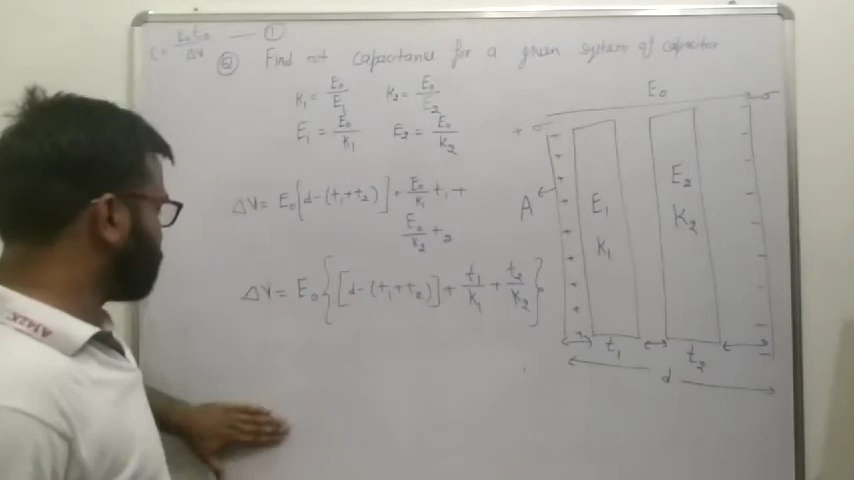 C = E₀σ / ΔV — ①
② Find out capacitance for a given system of capacitor
K₁ = E₀/E₁   K₂ = E₀/E₂
E₁ = E₀/K₁   E₂ = E₀/K₂
ΔV = E₀[d-(t₁+t₂)] + E₀/K₁ t₁ +
E₀/K₂ t₂
ΔV = E₀{[d-(t₁+t₂)] + t₁/K₁ + t₂/K₂}
E₀
+σ
-σ
A
E₁
K₁
E₂
K₂
t₁
t₂
d